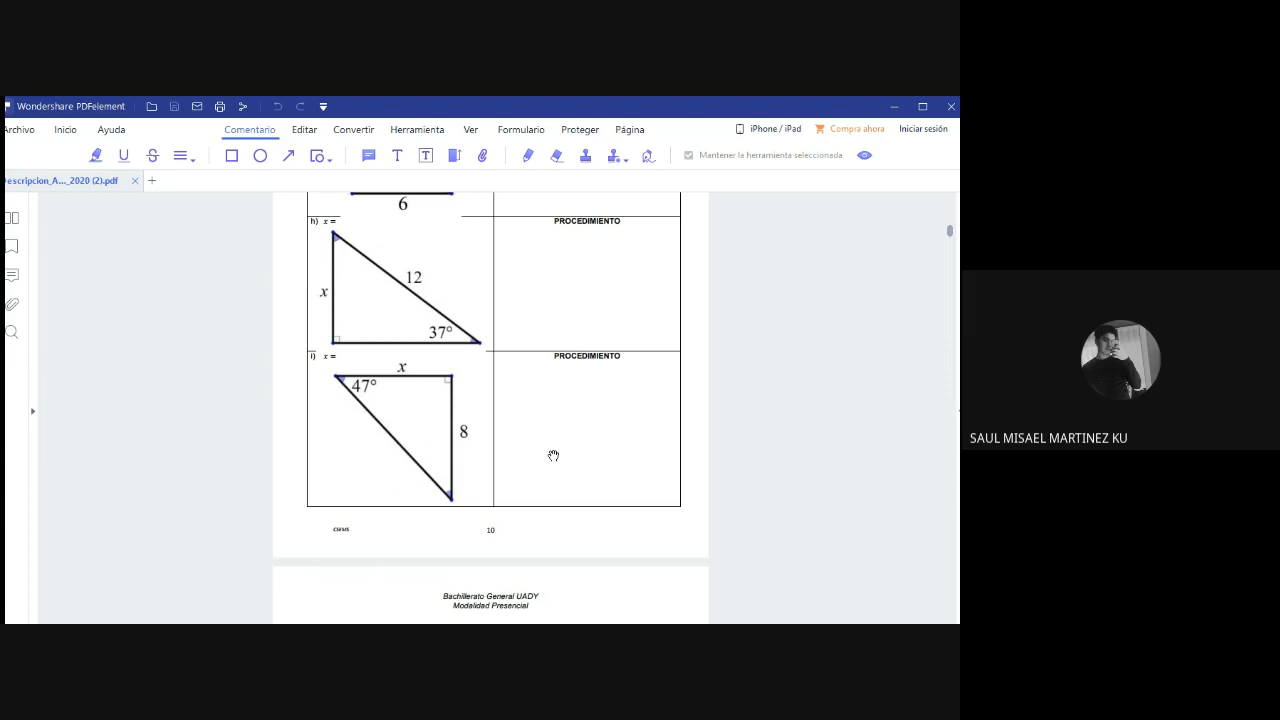 Wondershare PDFelement
Archivo Inicio Ayuda Comentario Editar Convertir Herramienta Ver Formulario Proteger Página iPhone / iPad Compra ahora Iniciar sesión
T T Mantener la herramienta seleccionada
escripcion_A..._2020 (2).pdf × +
6
h) x = PROCEDIMIENTO
12
x
37°
i) x = PROCEDIMIENTO
x
47°
8
CGEMS 10
Bachillerato General UADY
Modalidad Presencial
SAUL MISAEL MARTINEZ KU